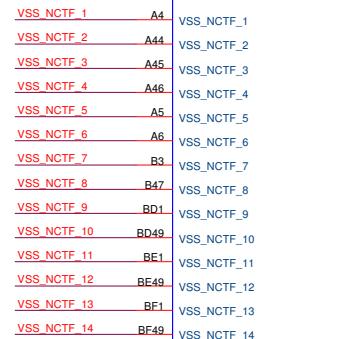 VSS_NCTF_1 A4 VSS_NCTF_1
VSS_NCTF_2 A44 VSS_NCTF_2
VSS_NCTF_3 A45 VSS_NCTF_3
VSS_NCTF_4 A46 VSS_NCTF_4
VSS_NCTF_5 A5 VSS_NCTF_5
VSS_NCTF_6 A6 VSS_NCTF_6
VSS_NCTF_7 B3 VSS_NCTF_7
VSS_NCTF_8 B47 VSS_NCTF_8
VSS_NCTF_9 BD1 VSS_NCTF_9
VSS_NCTF_10 BD49 VSS_NCTF_10
VSS_NCTF_11 BE1 VSS_NCTF_11
VSS_NCTF_12 BE49 VSS_NCTF_12
VSS_NCTF_13 BF1 VSS_NCTF_13
VSS_NCTF_14 BF49 VSS_NCTF_14